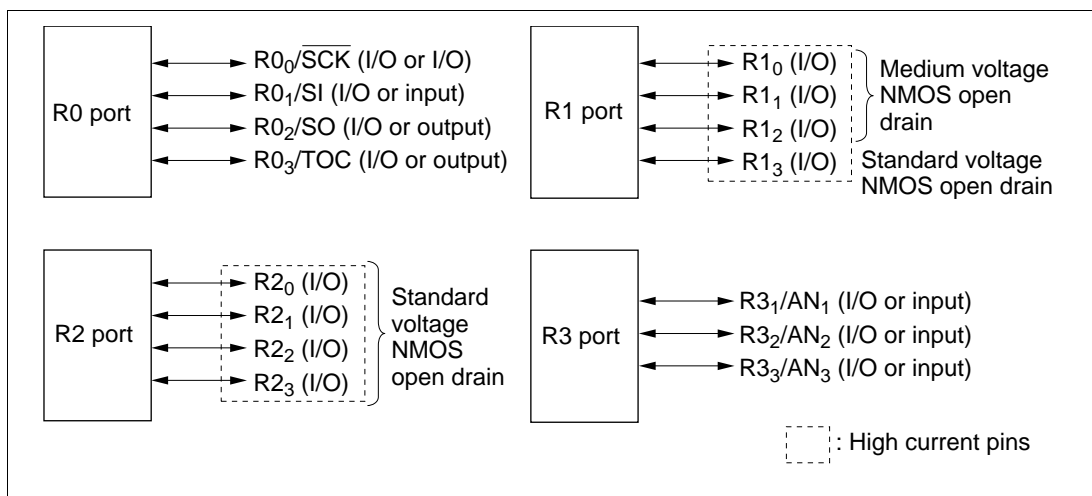 R0 port
R0₀/S̅C̅K̅ (I/O or I/O)
R0₁/SI (I/O or input)
R0₂/SO (I/O or output)
R0₃/TOC (I/O or output)
R1 port
R1₀ (I/O)
R1₁ (I/O)
R1₂ (I/O)
R1₃ (I/O)
Medium voltage
NMOS open
drain
Standard voltage
NMOS open drain
R2 port
R2₀ (I/O)
R2₁ (I/O)
R2₂ (I/O)
R2₃ (I/O)
Standard
voltage
NMOS
open drain
R3 port
R3₁/AN₁ (I/O or input)
R3₂/AN₂ (I/O or input)
R3₃/AN₃ (I/O or input)
: High current pins